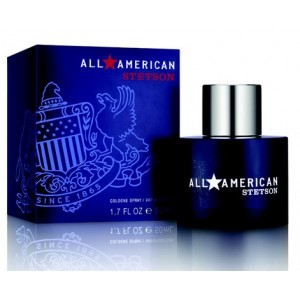 ALL★AMERICAN
STETSON
SINCE 1865
COLOGNE SPRAY /
1.7 FL OZ e
ALL★AMERICAN
STETSON